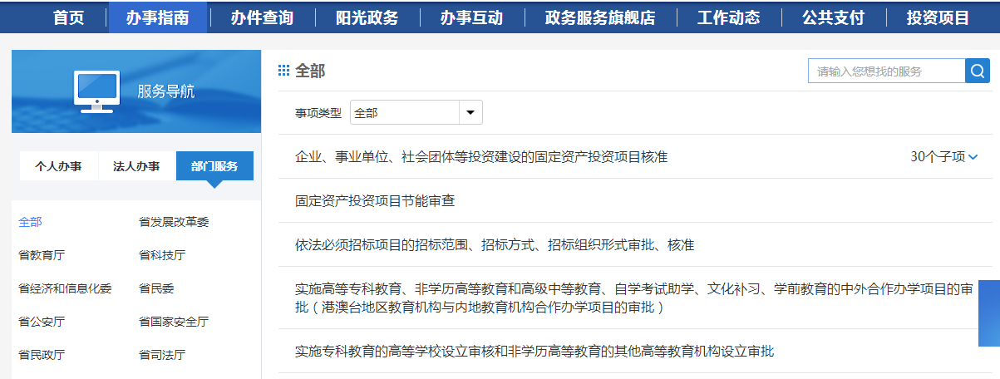 首页 办事指南 办件查询 阳光政务 办事互动 政务服务旗舰店 工作动态 公共支付 投资项目
服务导航
个人办事 法人办事 部门服务
全部 省发展改革委
省教育厅 省科技厅
省经济和信息化委 省民委
省公安厅 省国家安全厅
省民政厅 省司法厅
全部
请输入您想找的服务
事项类型 全部
企业、事业单位、社会团体等投资建设的固定资产投资项目核准 30个子项
固定资产投资项目节能审查
依法必须招标项目的招标范围、招标方式、招标组织形式审批、核准
实施高等专科教育、非学历高等教育和高级中等教育、自学考试助学、文化补习、学前教育的中外合作办学项目的审
批（港澳台地区教育机构与内地教育机构合作办学项目的审批）
实施专科教育的高等学校设立审核和非学历高等教育的其他高等教育机构设立审批